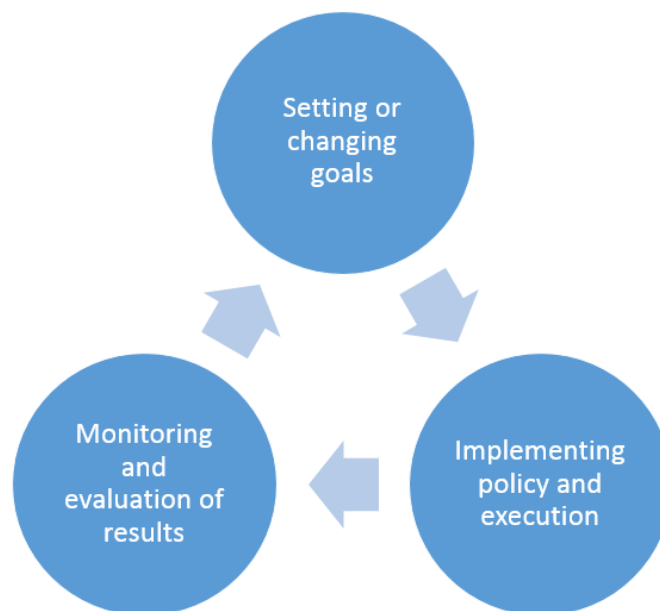 Setting or
changing
goals
Implementing
policy and
execution
Monitoring
and
evaluation of
results